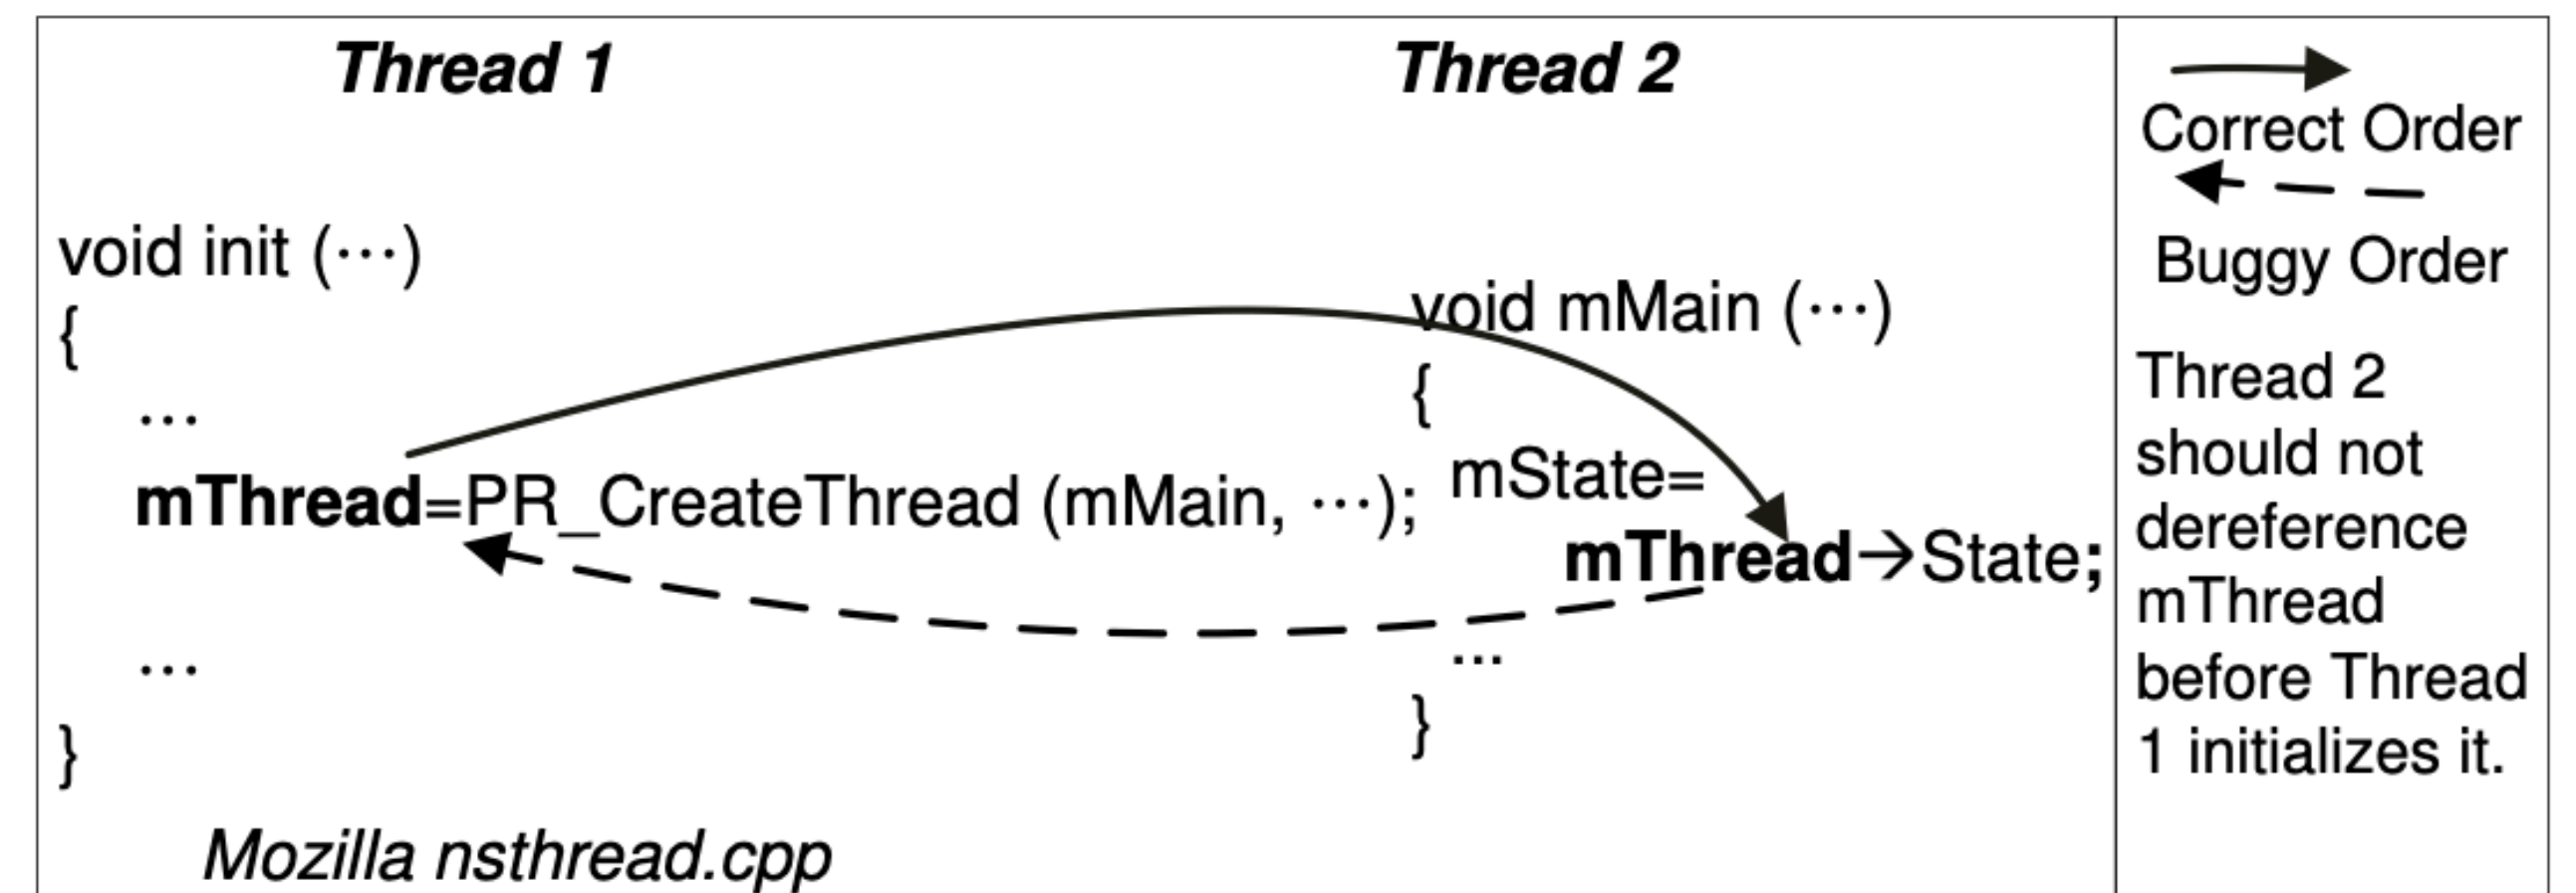 Thread 1
void init (⋯)
{
⋯
mThread=PR_CreateThread (mMain, ⋯);
⋯
}
Mozilla nsthread.cpp
Thread 2
void mMain (⋯)
{
mState=
mThread→State;
...
}
Correct Order
Buggy Order
Thread 2
should not
dereference
mThread
before Thread
1 initializes it.